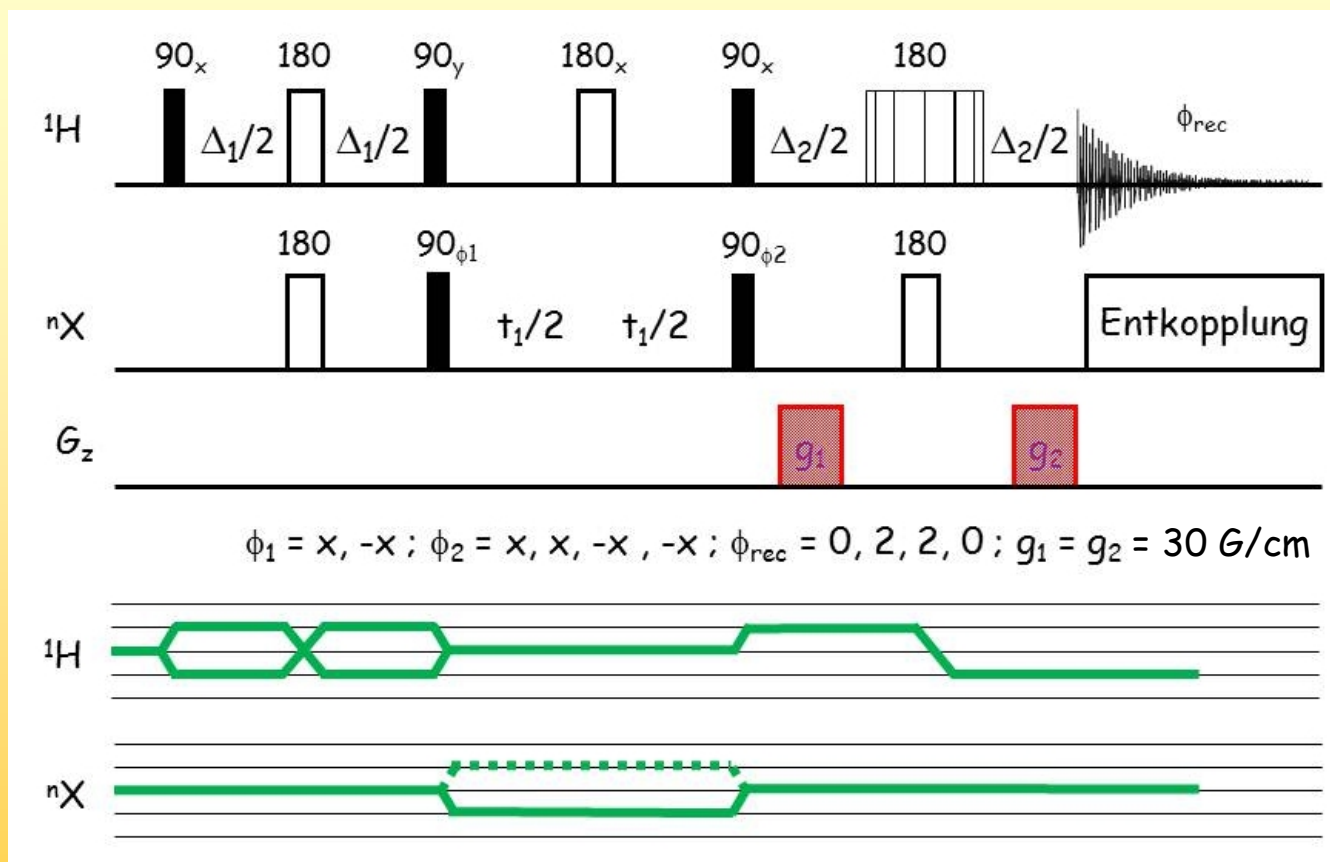 90ₓ 180 90ᵧ 180ₓ 90ₓ 180
¹H Δ₁/2 Δ₁/2 Δ₂/2 Δ₂/2 ϕrec
180 90ϕ1 90ϕ2 180
ⁿX t₁/2 t₁/2 Entkopplung
Gz g₁ g₂
ϕ₁ = x, -x ; ϕ₂ = x, x, -x , -x ; ϕrec = 0, 2, 2, 0 ; g₁ = g₂ = 30 G/cm
¹H
ⁿX